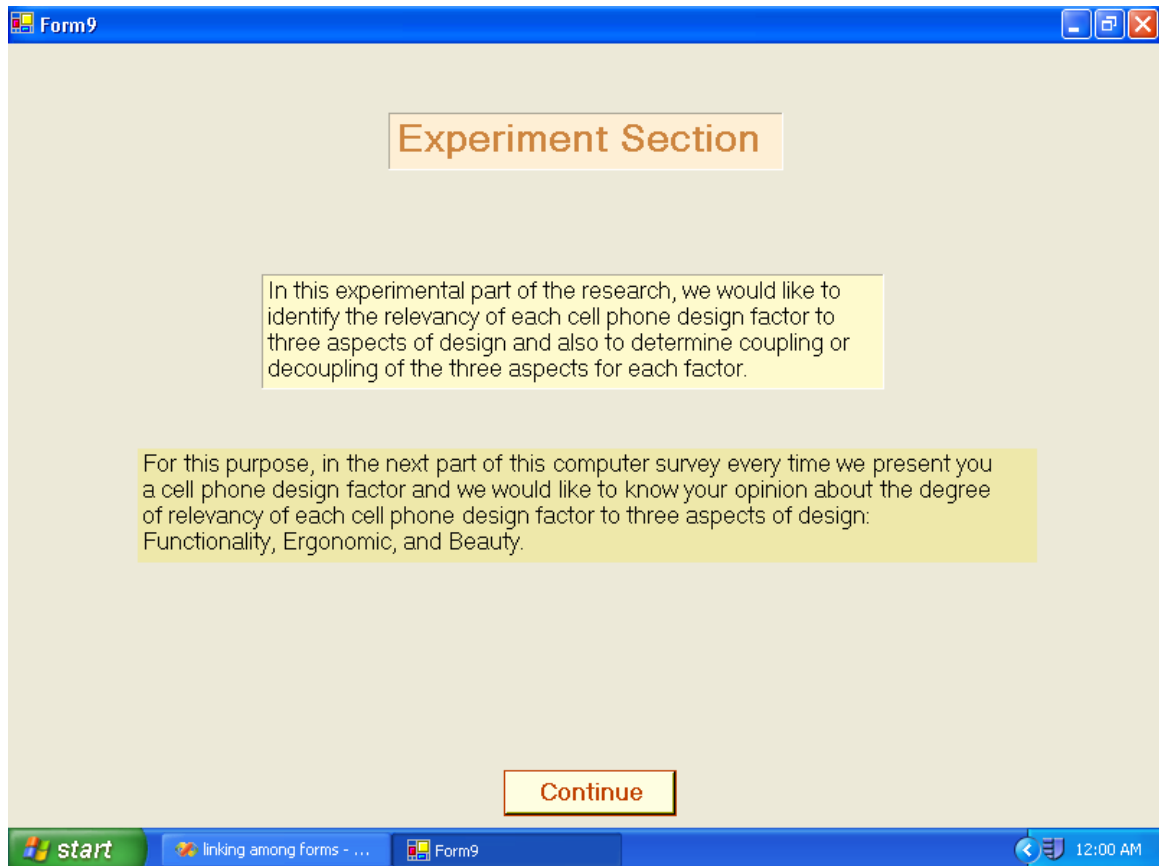 Form9
Experiment Section
In this experimental part of the research, we would like to
identify the relevancy of each cell phone design factor to
three aspects of design and also to determine coupling or
decoupling of the three aspects for each factor.
For this purpose, in the next part of this computer survey every time we present you
a cell phone design factor and we would like to know your opinion about the degree
of relevancy of each cell phone design factor to three aspects of design:
Functionality, Ergonomic, and Beauty.
Continue
start linking among forms - ... Form9 12:00 AM